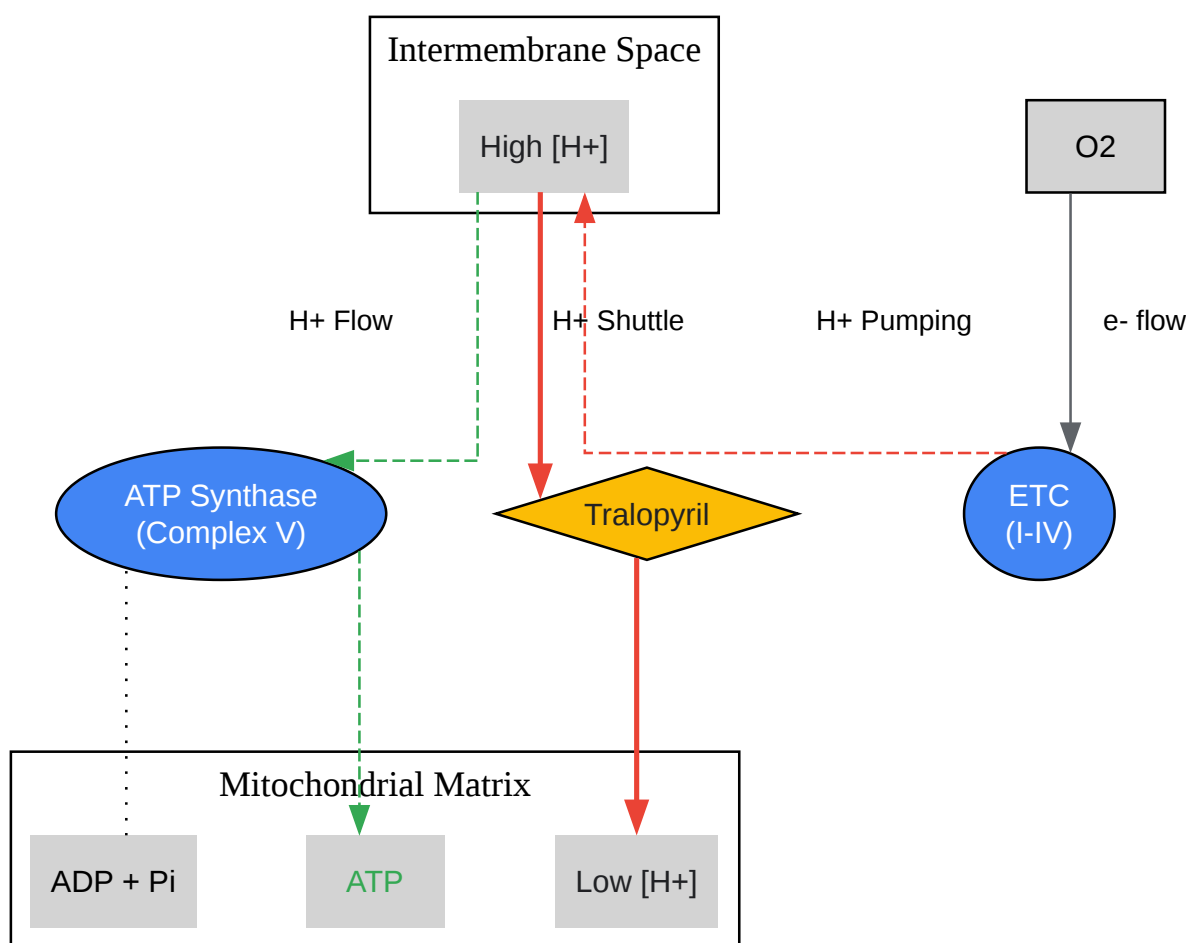 Intermembrane Space
High [H+]
O2
H+ Flow
H+ Shuttle
H+ Pumping
e- flow
ATP Synthase
(Complex V)
Tralopyril
ETC
(I-IV)
Mitochondrial Matrix
ADP + Pi
ATP
Low [H+]